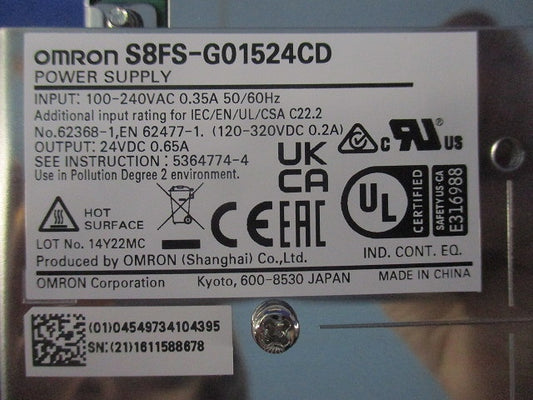 OMRON S8FS-G01524CD
POWER SUPPLY
INPUT: 100-240VAC 0.35A 50/60Hz
Additional input rating for IEC/EN/UL/CSA C22.2
No.62368-1,EN 62477-1. (120-320VDC 0.2A)
OUTPUT: 24VDC 0.65A
SEE INSTRUCTION: 5364774-4
Use in Pollution Degree 2 environment.
UK
CA
c RU US
HOT
SURFACE
CE EAC
UL
CERTIFIED
SAFETY US CA
E316988
LOT No. 14Y22MC
IND. CONT. EQ.
Produced by OMRON (Shanghai) Co.,Ltd.
OMRON Corporation Kyoto, 600-8530 JAPAN MADE IN CHINA
(01)04549734104395
SN:(21)1611588678